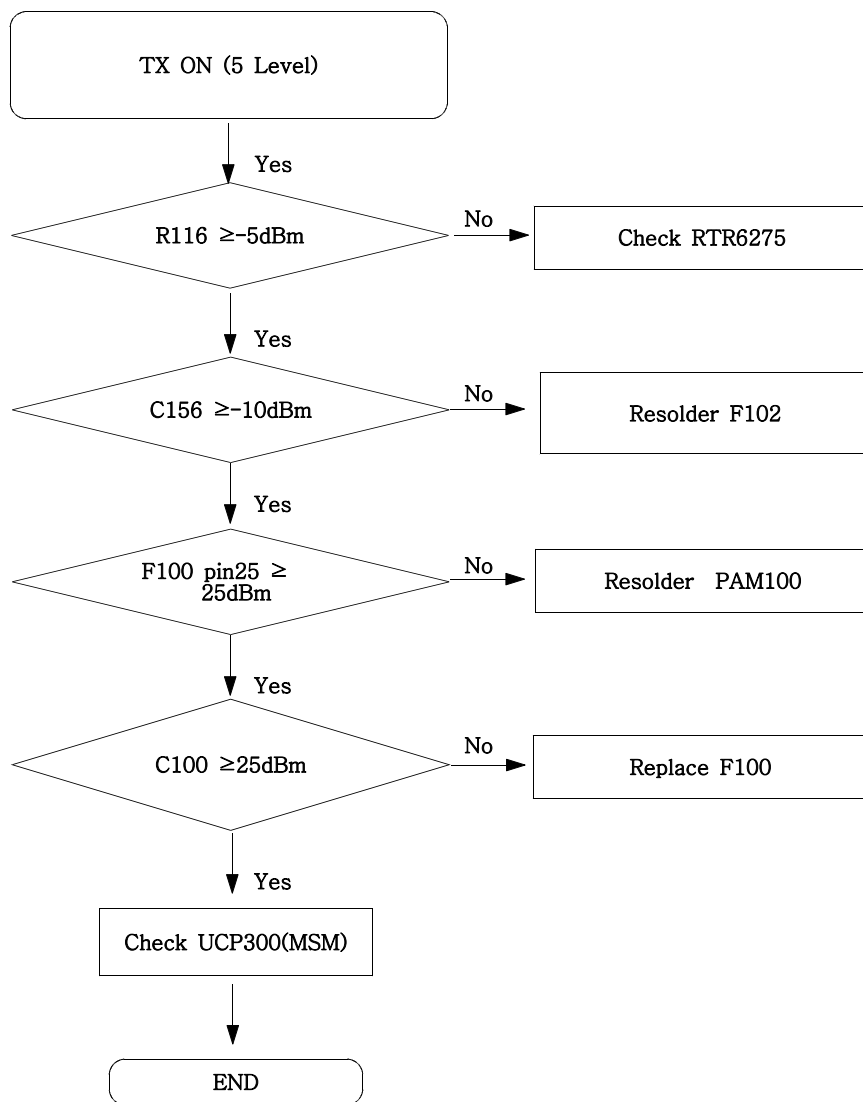 TX ON (5 Level)
Yes
R116 ≥-5dBm
No
Check RTR6275
Yes
C156 ≥-10dBm
No
Resolder F102
Yes
F100 pin25 ≥
25dBm
No
Resolder PAM100
Yes
C100 ≥25dBm
No
Replace F100
Yes
Check UCP300(MSM)
END